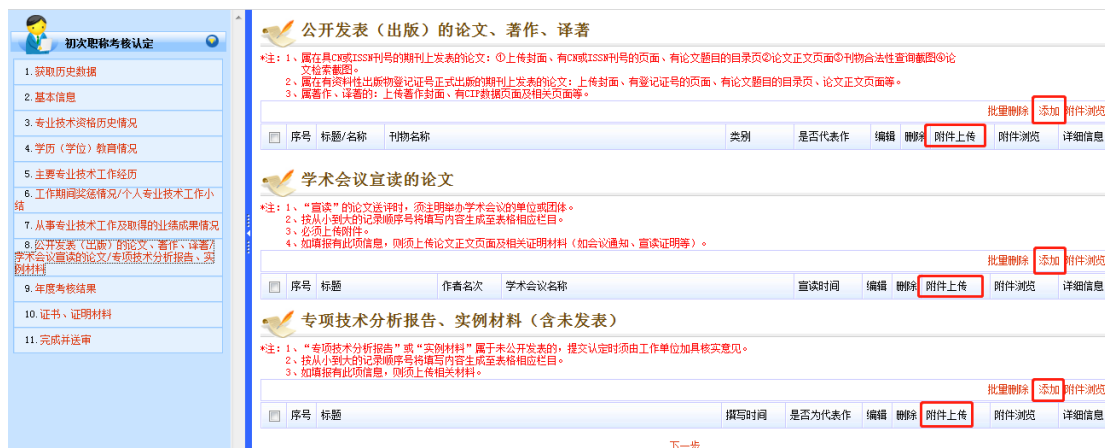 初次职称考核认定
1.获取历史数据
2.基本信息
3.专业技术资格历史情况
4.学历（学位）教育情况
5.主要专业技术工作经历
6.工作期间奖惩情况/个人专业技术工作小
结
7.从事专业技术工作及取得的业绩成果情况
8.公开发表（出版）的论文、著作、译著/
学术会议宣读的论文/专项技术分析报告、实
例材料
9.年度考核结果
10.证书、证明材料
11.完成并送审
公开发表（出版）的论文、著作、译著
*注：1、属在具CN或ISSN刊号的期刊上发表的论文：①上传封面、有CN或ISSN刊号的页面、有论文题目的目录页②论文正文页面③刊物合法性查询截图④论
文检索截图。
2、属在有资料性出版物登记证号正式出版的期刊上发表的论文：上传封面、有登记证号的页面、有论文题目的目录页、论文正文页面等。
3、属著作、译著的：上传著作封面、有CIP数据页面及相关页面等。
批量删除 添加 附件浏览
序号 标题/名称 刊物名称 类别 是否代表作 编辑 删除 附件上传 附件浏览 详细信息
学术会议宣读的论文
*注：1、“宣读”的论文送评时，须注明举办学术会议的单位或团体。
2、按从小到大的记录顺序号将填写内容生成至表格相应栏目。
3、必须上传附件。
4、如填报有此项信息，则须上传论文正文页面及相关证明材料（如会议通知、宣读证明等）。
批量删除 添加 附件浏览
序号 标题 作者名次 学术会议名称 宣读时间 编辑 删除 附件上传 附件浏览 详细信息
专项技术分析报告、实例材料（含未发表）
*注：1、“专项技术分析报告”或“实例材料”属于未公开发表的，提交认定时须由工作单位加具核实意见。
2、按从小到大的记录顺序号将填写内容生成至表格相应栏目。
3、如填报有此项信息，则须上传相关材料。
批量删除 添加 附件浏览
序号 标题 撰写时间 是否为代表作 编辑 删除 附件上传 附件浏览 详细信息
下一步